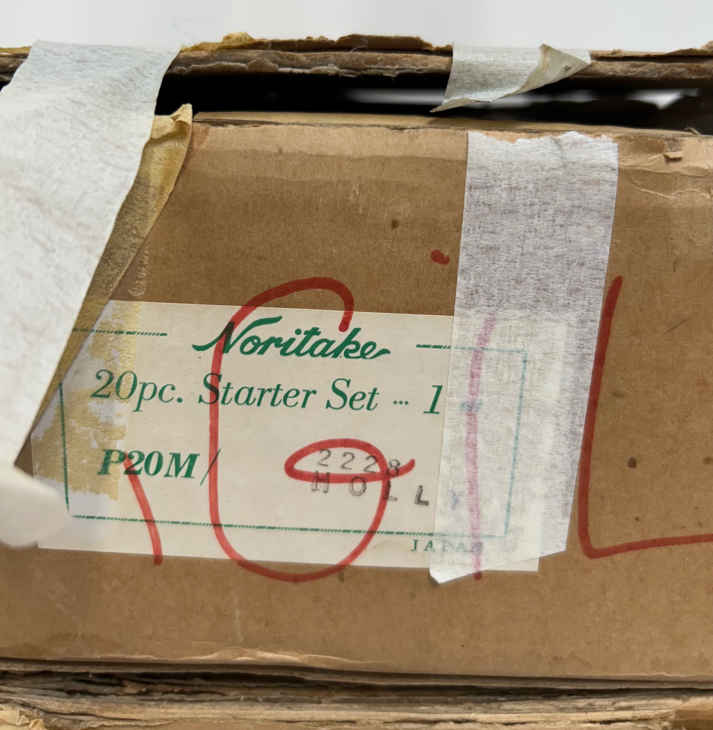 Noritake
20pc. Starter Set ... 1
P20M/ 2228
HOLLY
JAPAN